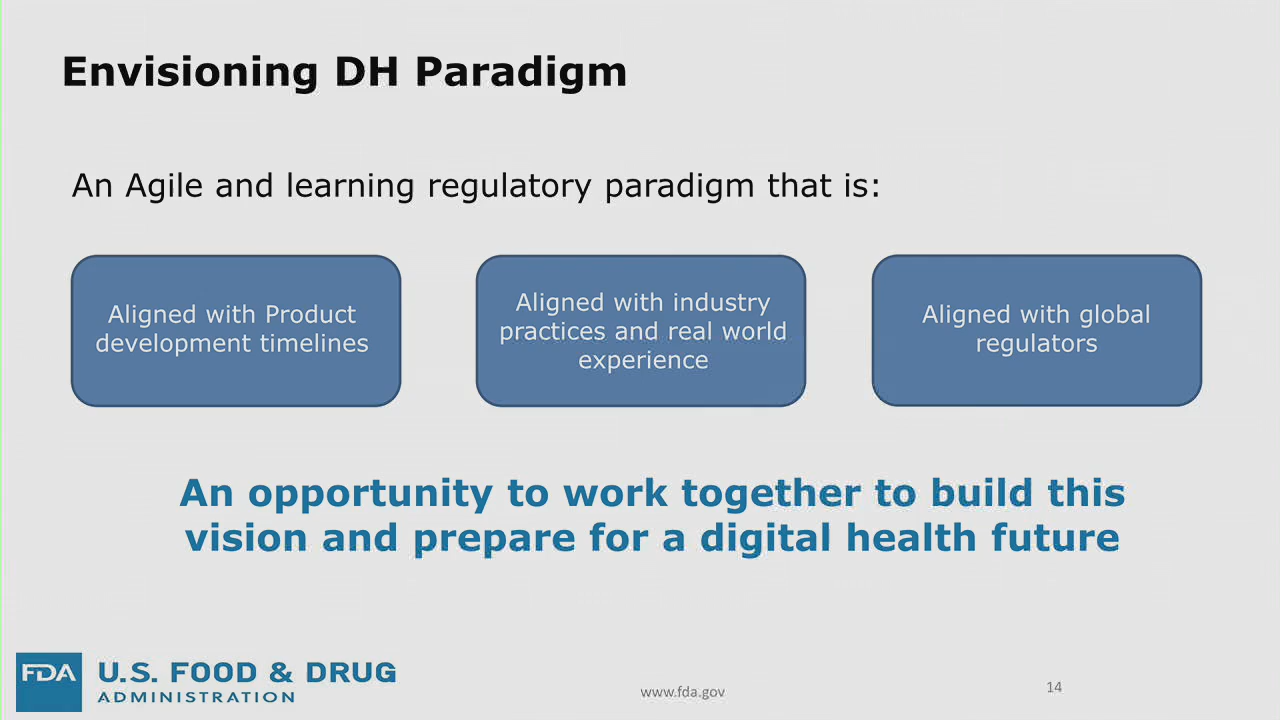 Envisioning DH Paradigm
An Agile and learning regulatory paradigm that is:
Aligned with Product
development timelines
Aligned with industry
practices and real world
experience
Aligned with global
regulators
An opportunity to work together to build this
vision and prepare for a digital health future
FDA
U.S. FOOD & DRUG
ADMINISTRATION
www.fda.gov
14